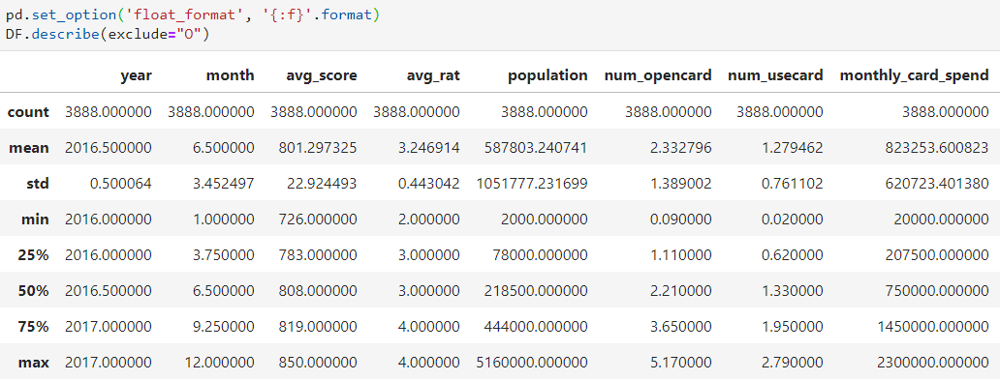 pd.set_option('float_format', '{:f}'.format)
DF.describe(exclude="O")
year month avg_score avg_rat population num_opencard num_usecard monthly_card_spend
count 3888.000000 3888.000000 3888.000000 3888.000000 3888.000000 3888.000000 3888.000000 3888.000000
mean 2016.500000 6.500000 801.297325 3.246914 587803.240741 2.332796 1.279462 823253.600823
std 0.500064 3.452497 22.924493 0.443042 1051777.231699 1.389002 0.761102 620723.401380
min 2016.000000 1.000000 726.000000 2.000000 2000.000000 0.090000 0.020000 20000.000000
25% 2016.000000 3.750000 783.000000 3.000000 78000.000000 1.110000 0.620000 207500.000000
50% 2016.500000 6.500000 808.000000 3.000000 218500.000000 2.210000 1.330000 750000.000000
75% 2017.000000 9.250000 819.000000 4.000000 444000.000000 3.650000 1.950000 1450000.000000
max 2017.000000 12.000000 850.000000 4.000000 5160000.000000 5.170000 2.790000 2300000.000000